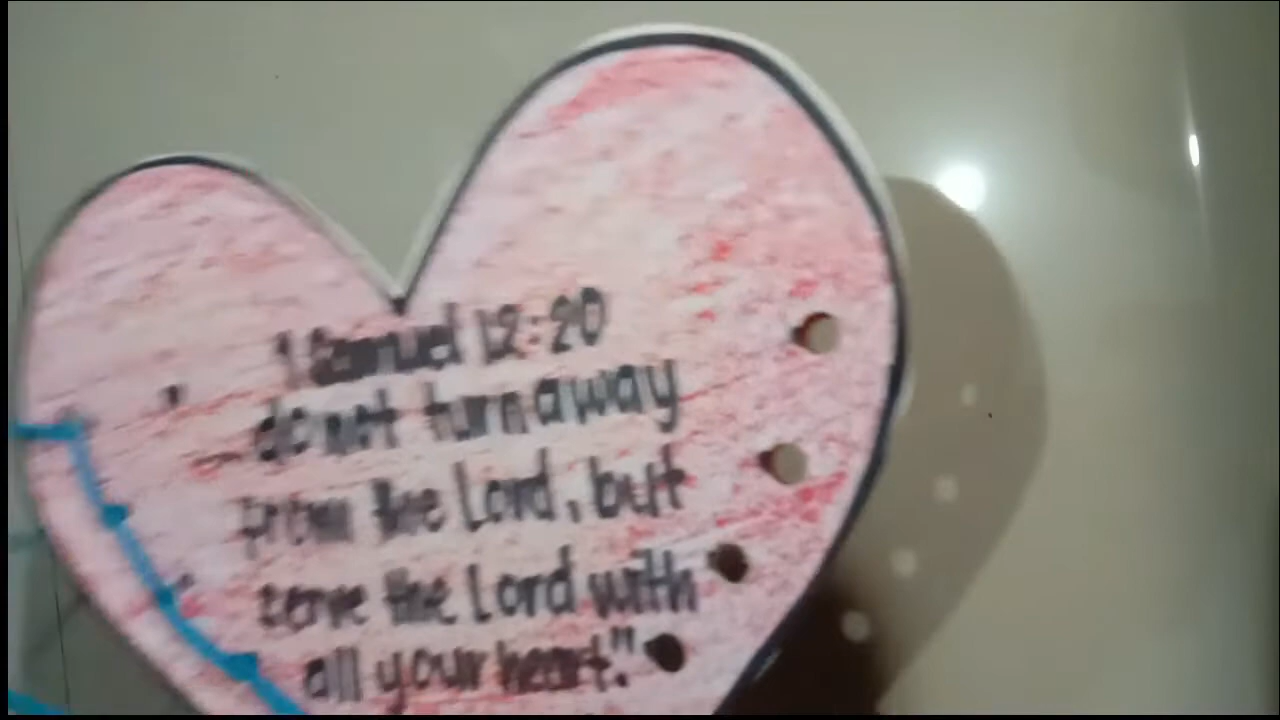 1 Samuel 12:20
do not turn away
from the Lord, but
serve the Lord with
all your heart."